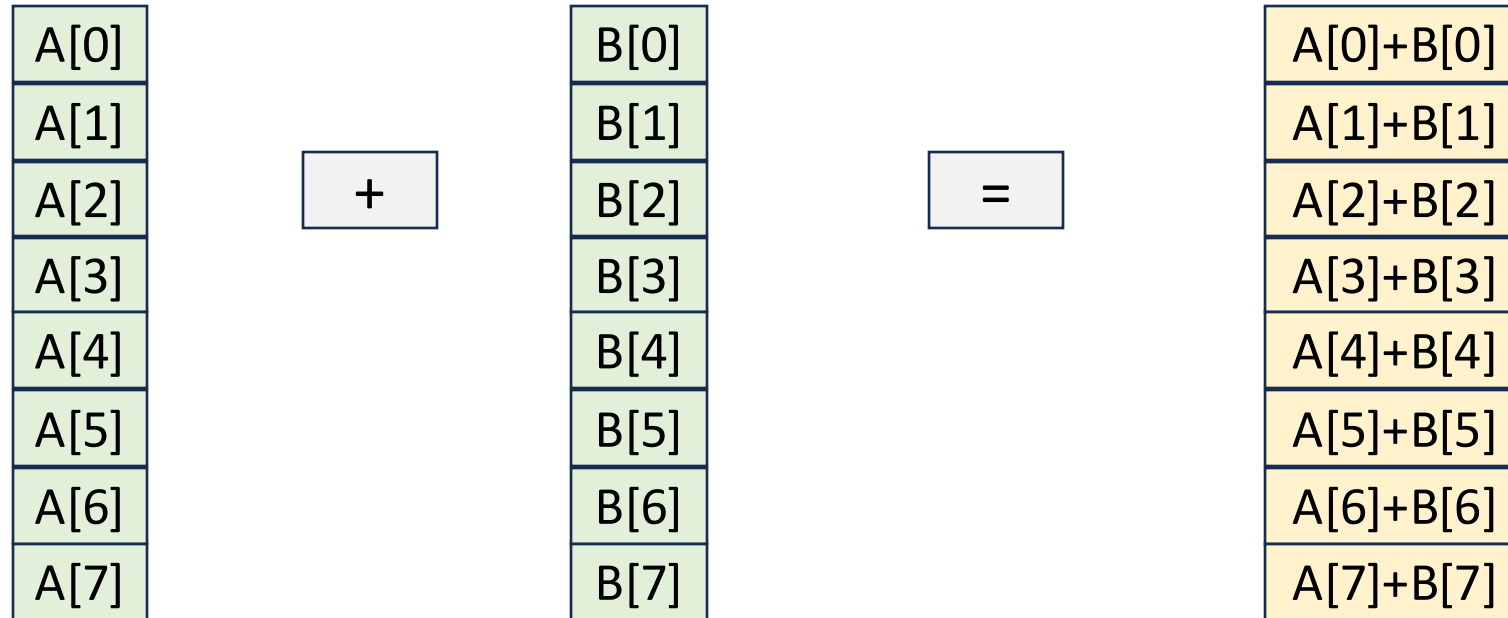 A[0] B[0] A[0]+B[0]
A[1] B[1] A[1]+B[1]
+ =
A[2] B[2] A[2]+B[2]
A[3] B[3] A[3]+B[3]
A[4] B[4] A[4]+B[4]
A[5] B[5] A[5]+B[5]
A[6] B[6] A[6]+B[6]
A[7] B[7] A[7]+B[7]